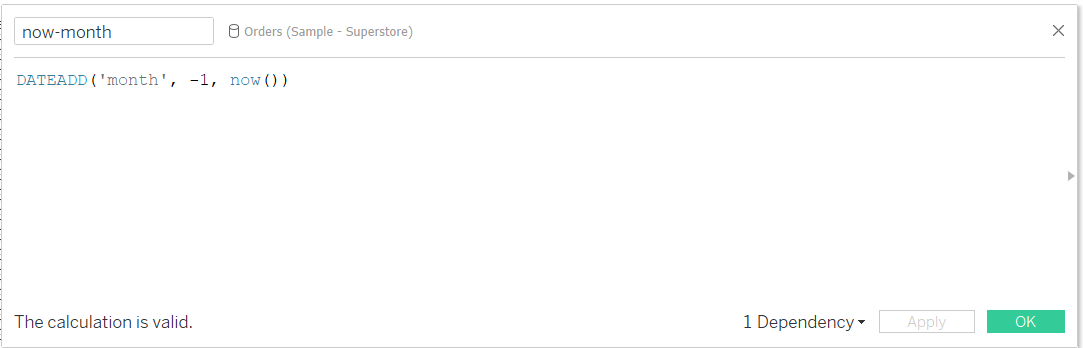 now-month Orders (Sample - Superstore)
DATEADD('month', -1, now())
The calculation is valid. 1 Dependency Apply OK